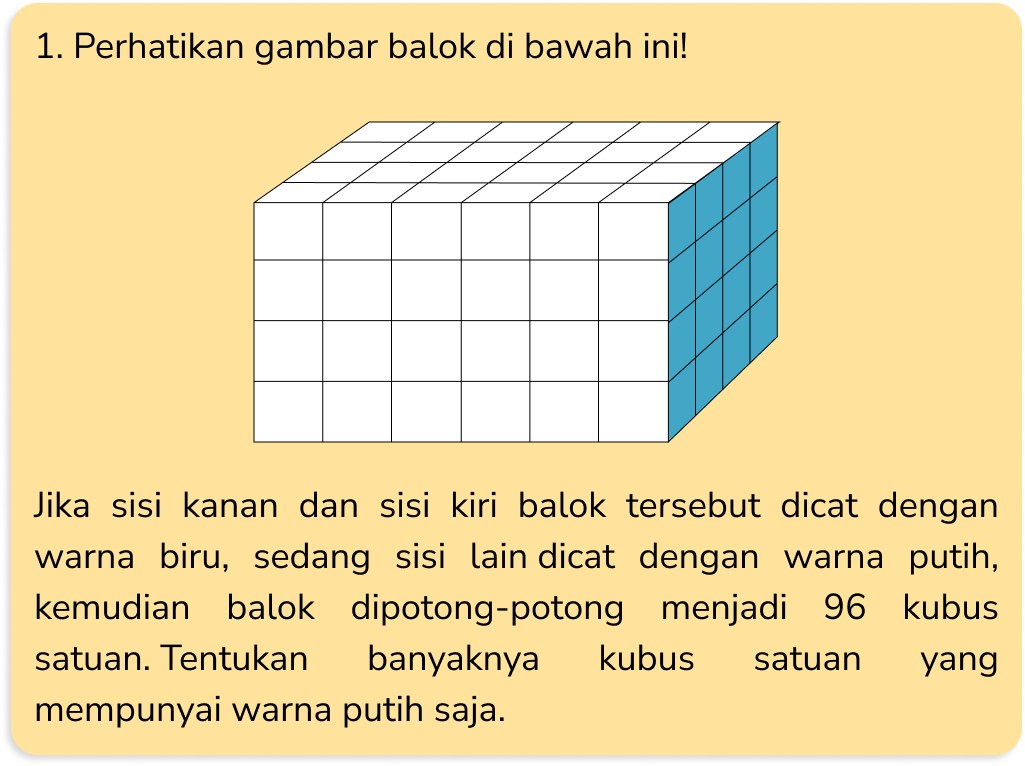 1. Perhatikan gambar balok di bawah ini!
Jika sisi kanan dan sisi kiri balok tersebut dicat dengan
warna biru, sedang sisi lain dicat dengan warna putih,
kemudian balok dipotong-potong menjadi 96 kubus
satuan. Tentukan banyaknya kubus satuan yang
mempunyai warna putih saja.